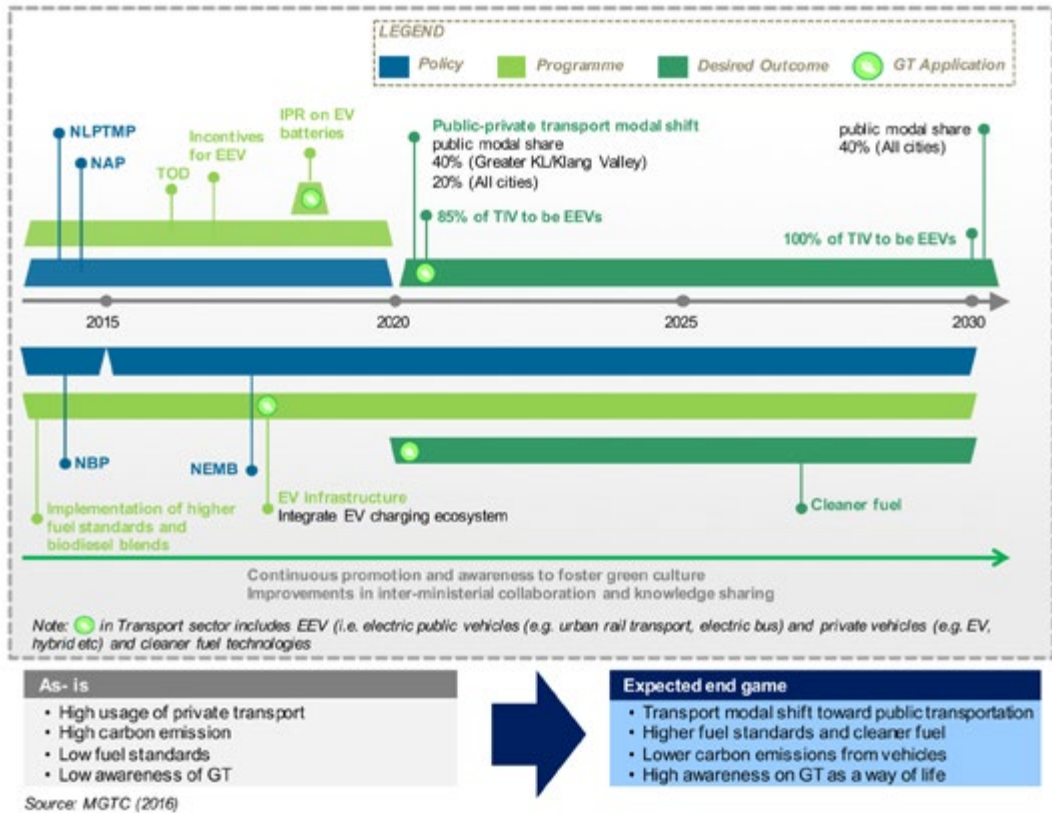 LEGEND
Policy
Programme
Desired Outcome
GT Application
NLPTMP
NAP
TOD
Incentives
for EEV
IPR on EV
batteries
Public-private transport modal shift
public modal share
40% (Greater KL/Klang Valley)
20% (All cities)
85% of TIV to be EEVs
public modal share
40% (All cities)
100% of TIV to be EEVs
2015
2020
2025
2030
NBP
NEMB
Implementation of higher
fuel standards and
biodiesel blends
EV Infrastructure
Integrate EV charging ecosystem
Cleaner fuel
Continuous promotion and awareness to foster green culture
Improvements in inter-ministerial collaboration and knowledge sharing
Note: in Transport sector includes EEV (i.e. electric public vehicles (e.g. urban rail transport, electric bus) and private vehicles (e.g. EV,
hybrid etc) and cleaner fuel technologies
As- is
• High usage of private transport
• High carbon emission
• Low fuel standards
• Low awareness of GT
Expected end game
• Transport modal shift toward public transportation
• Higher fuel standards and cleaner fuel
• Lower carbon emissions from vehicles
• High awareness on GT as a way of life
Source: MGTC (2016)